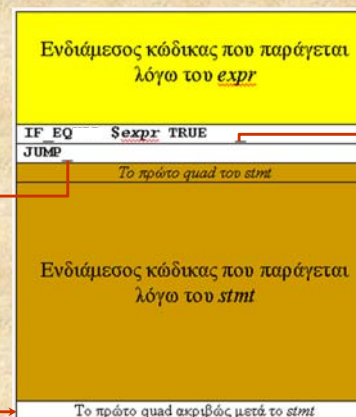 Ενδιάμεσος κώδικας που παράγεται
λόγω του expr
IF_EQ $expr TRUE _
JUMP_
Το πρώτο quad του stmt
Ενδιάμεσος κώδικας που παράγεται
λόγω του stmt
Το πρώτο quad ακριβώς μετά το stmt